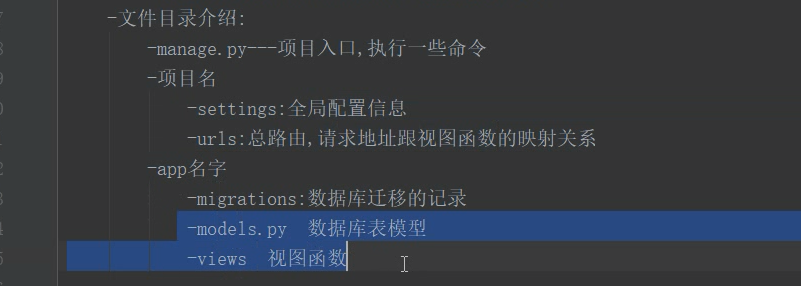 -文件目录介绍:
-manage.py---项目入口,执行一些命令
-项目名
-settings:全局配置信息
-urls:总路由,请求地址跟视图函数的映射关系
-app名字
-migrations:数据库迁移的记录
-models.py  数据库表模型
-views  视图函数